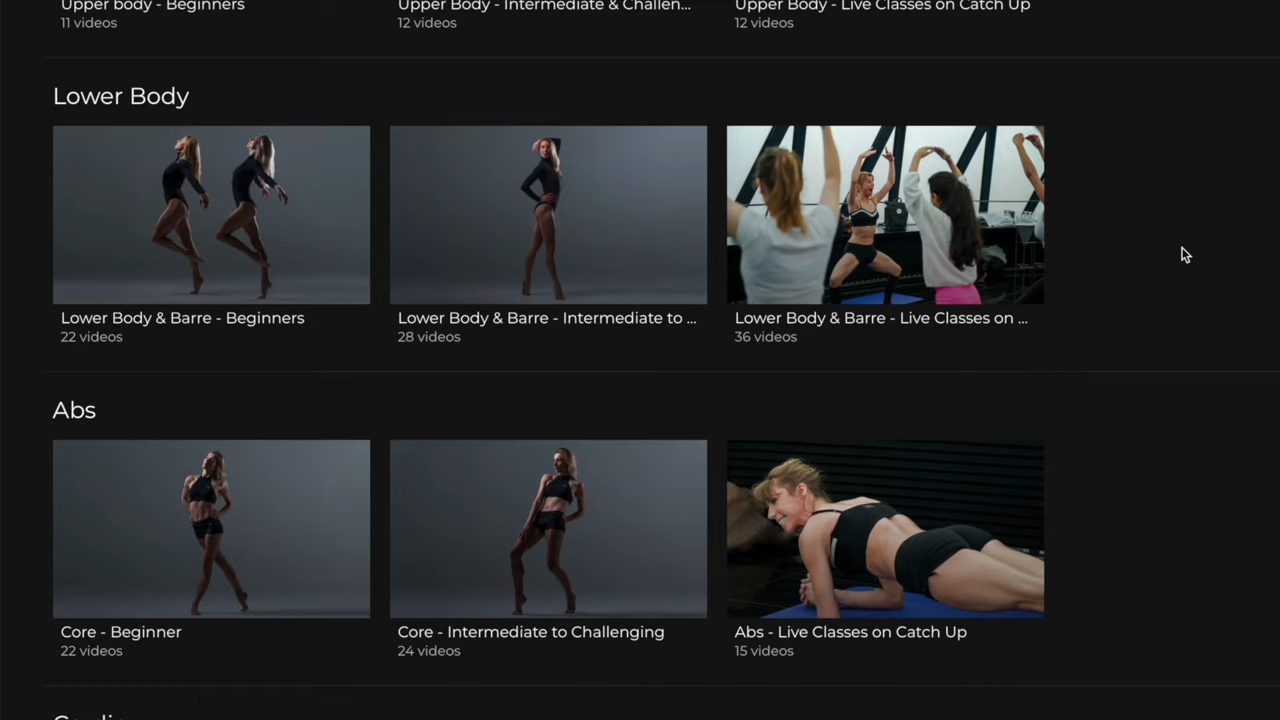 Upper body - Beginners
Upper Body - Intermediate & Challen...
Upper Body - Live Classes on Catch Up
11 videos
12 videos
12 videos
Lower Body
Lower Body & Barre - Beginners
Lower Body & Barre - Intermediate to ...
Lower Body & Barre - Live Classes on ...
22 videos
28 videos
36 videos
Abs
Core - Beginner
Core - Intermediate to Challenging
Abs - Live Classes on Catch Up
22 videos
24 videos
15 videos
Cardio